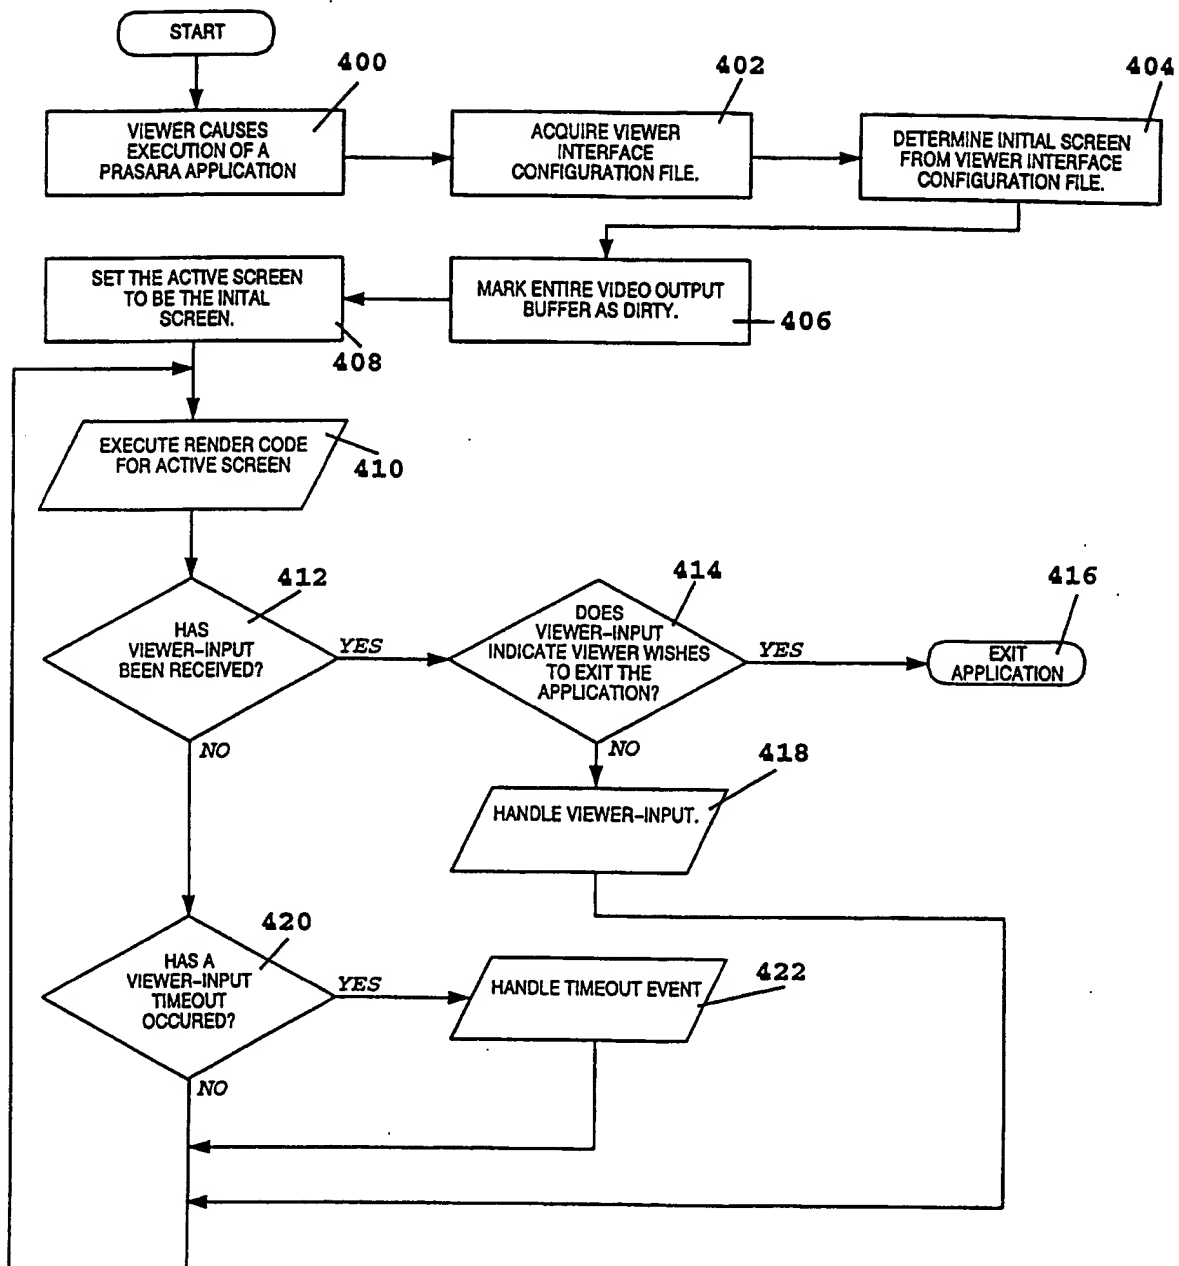 START
400
VIEWER CAUSES
EXECUTION OF A
PRASARA APPLICATION
402
ACQUIRE VIEWER
INTERFACE
CONFIGURATION FILE.
404
DETERMINE INITIAL SCREEN
FROM VIEWER INTERFACE
CONFIGURATION FILE.
MARK ENTIRE VIDEO OUTPUT
BUFFER AS DIRTY.
406
SET THE ACTIVE SCREEN
TO BE THE INITAL
SCREEN.
408
EXECUTE RENDER CODE
FOR ACTIVE SCREEN
410
412
HAS
VIEWER-INPUT
BEEN RECEIVED?
YES
NO
414
DOES
VIEWER-INPUT
INDICATE VIEWER WISHES
TO EXIT THE
APPLICATION?
YES
NO
416
EXIT
APPLICATION
418
HANDLE VIEWER-INPUT.
420
HAS A
VIEWER-INPUT
TIMEOUT
OCCURED?
YES
NO
HANDLE TIMEOUT EVENT
422